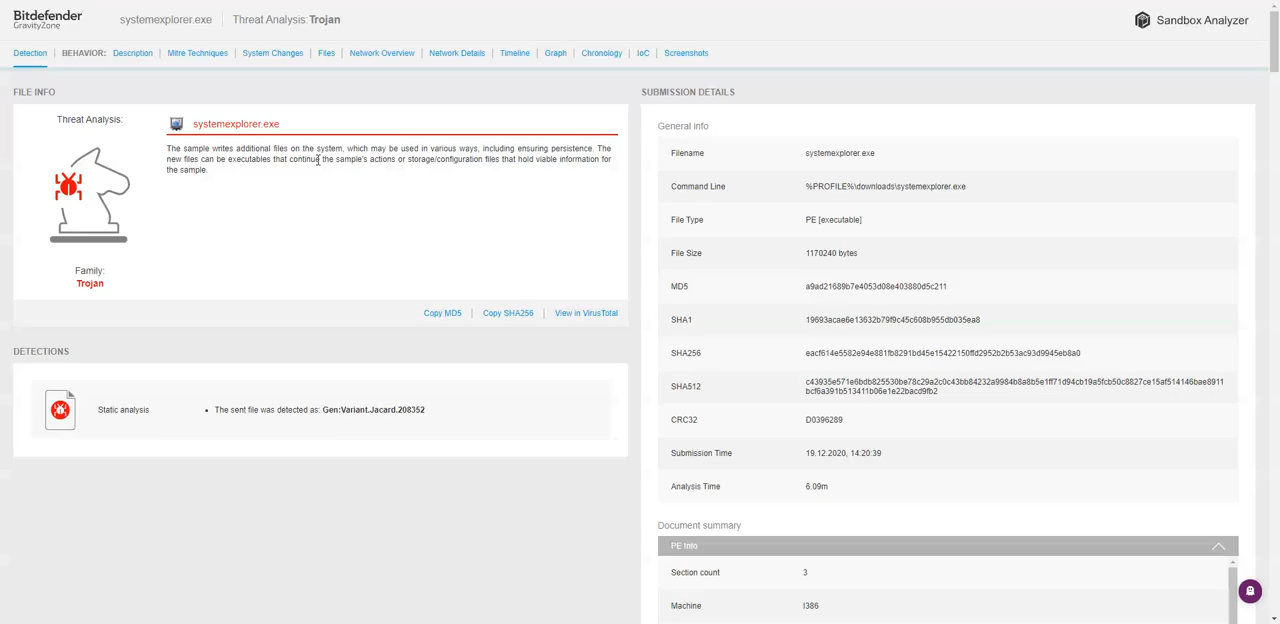 Bitdefender
GravityZone
systemexplorer.exe
Threat Analysis:Trojan
Sandbox Analyzer
Detection
BEHAVIOR:
Description
Mitre Techniques
System Changes
Files
Network Overview
Network Details
Timeline
Graph
Chronology
IoC
Screenshots
FILE INFO
Threat Analysis:
systemexplorer.exe
The sample writes additional files on the system, which may be used in various ways, including ensuring persistence. The
new files can be executables that continue the sample's actions or storage/configuration files that hold viable information for
the sample.
Family:
Trojan
Copy MD5
Copy SHA256
View in VirusTotal
DETECTIONS
Static analysis
• The sent file was detected as: Gen:Variant.Jacard.208352
SUBMISSION DETAILS
General info
Filename systemexplorer.exe
Command Line %PROFILE%\downloads\systemexplorer.exe
File Type PE [executable]
File Size 1170240 bytes
MD5 a9ad21689b7e4053d08e403880d5c211
SHA1 19693acae6e13632b79f9c45c608b955db035ea8
SHA256 eacf614e5582e94e881fb8291bd45e15422150ffd2952b2b53ac93d9945eb8a0
SHA512 c43935e571e6bdb825530be78c29a2c0c43bb84232a9984b8a8b5e1ff71d94cb19a5fcb50c8827ce15af514146bae8911
bcf6a391b513411b06e1e22bacd9fb2
CRC32 D0396289
Submission Time 19.12.2020, 14:20:39
Analysis Time 6.09m
Document summary
PE Info
Section count 3
Machine I386